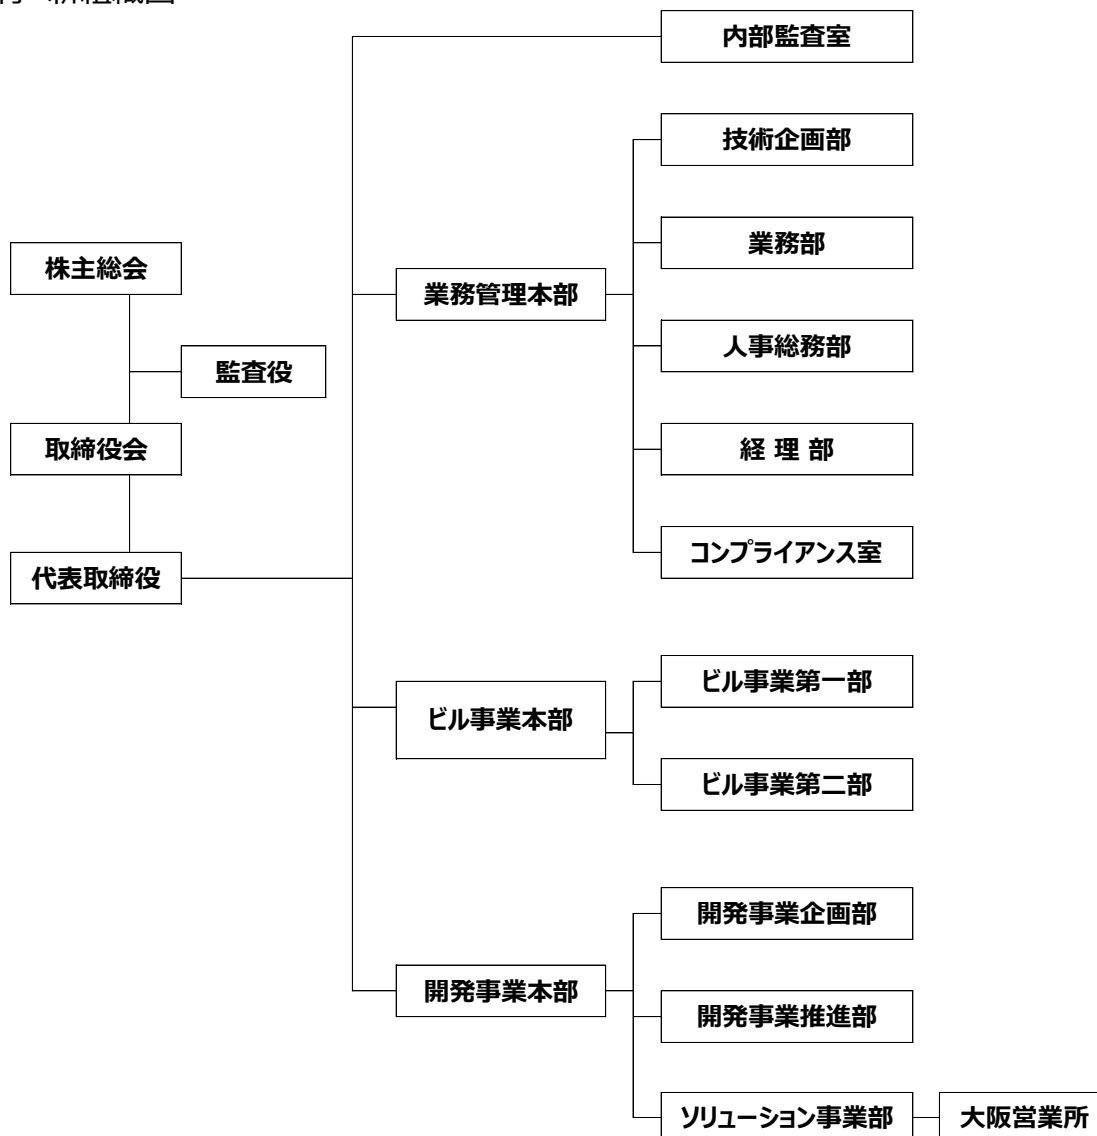 新組織図
内部監査室
技術企画部
業務部
株主総会
業務管理本部
人事総務部
監査役
取締役会
経 理 部
代表取締役
コンプライアンス室
ビル事業第一部
ビル事業本部
ビル事業第二部
開発事業企画部
開発事業本部
開発事業推進部
ソリューション事業部
大阪営業所